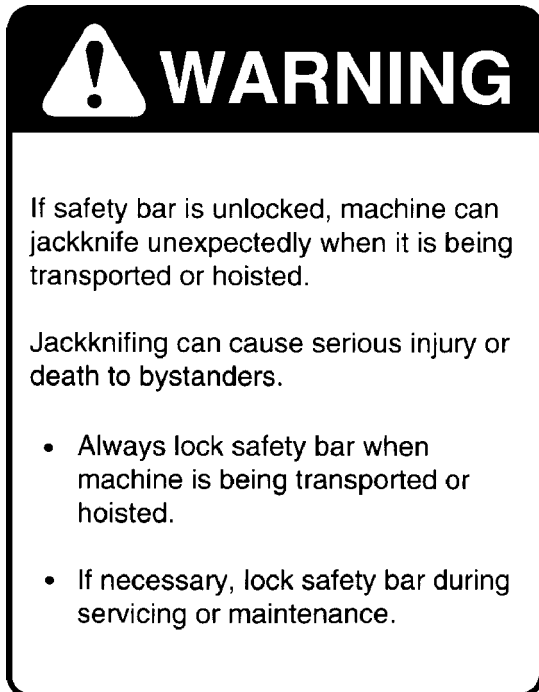 WARNING
If safety bar is unlocked, machine can
jackknife unexpectedly when it is being
transported or hoisted.
Jackknifing can cause serious injury or
death to bystanders.
• Always lock safety bar when
machine is being transported or
hoisted.
• If necessary, lock safety bar during
servicing or maintenance.